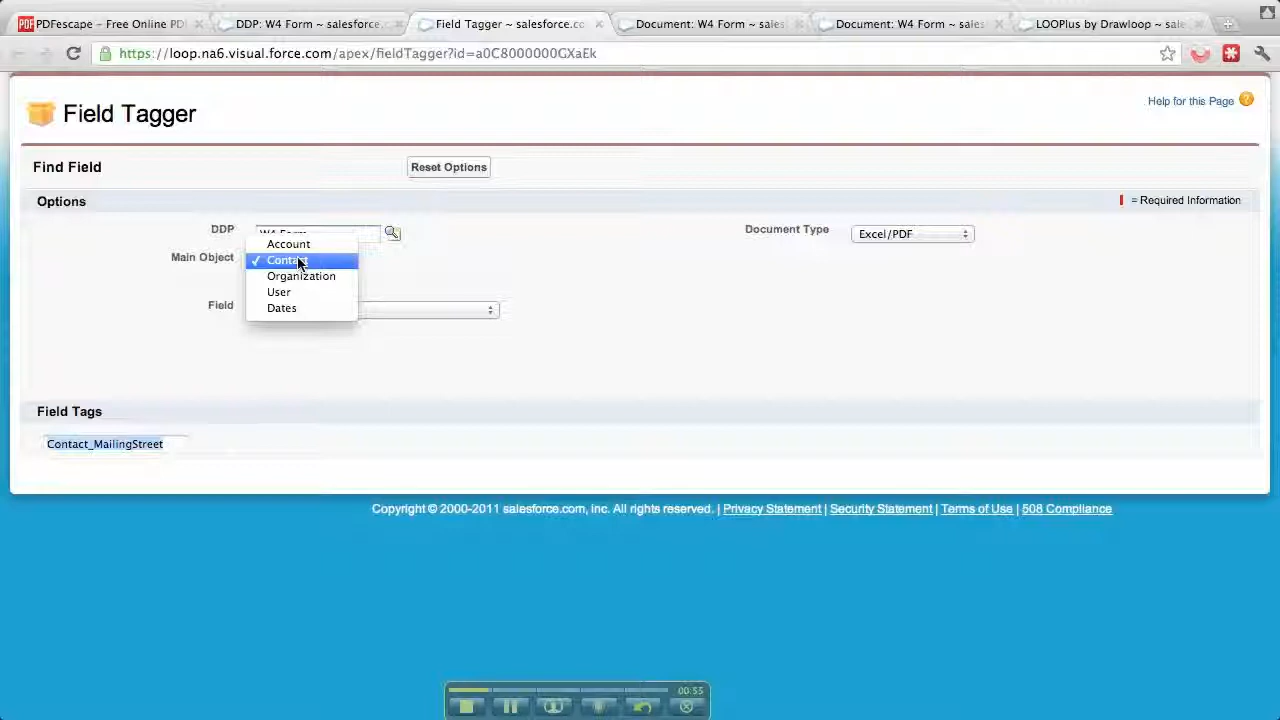 PDFescape – Free Online PD
DDP: W4 Form ~ salesforce.
Field Tagger ~ salesforce.co
Document: W4 Form ~ sales
Document: W4 Form ~ sales
LOOPlus by Drawloop ~ sale
https://loop.na6.visual.force.com/apex/fieldTagger?id=a0C8000000GXaEk
Field Tagger
Help for this Page
Find Field
Reset Options
Options
= Required Information
DDP
W4 Form
Document Type
Excel/PDF
Main Object
Account
✓ Contact
Organization
User
Dates
Field
Field Tags
Contact_MailingStreet
Copyright © 2000-2011 salesforce.com, inc. All rights reserved. | Privacy Statement | Security Statement | Terms of Use | 508 Compliance
00:55